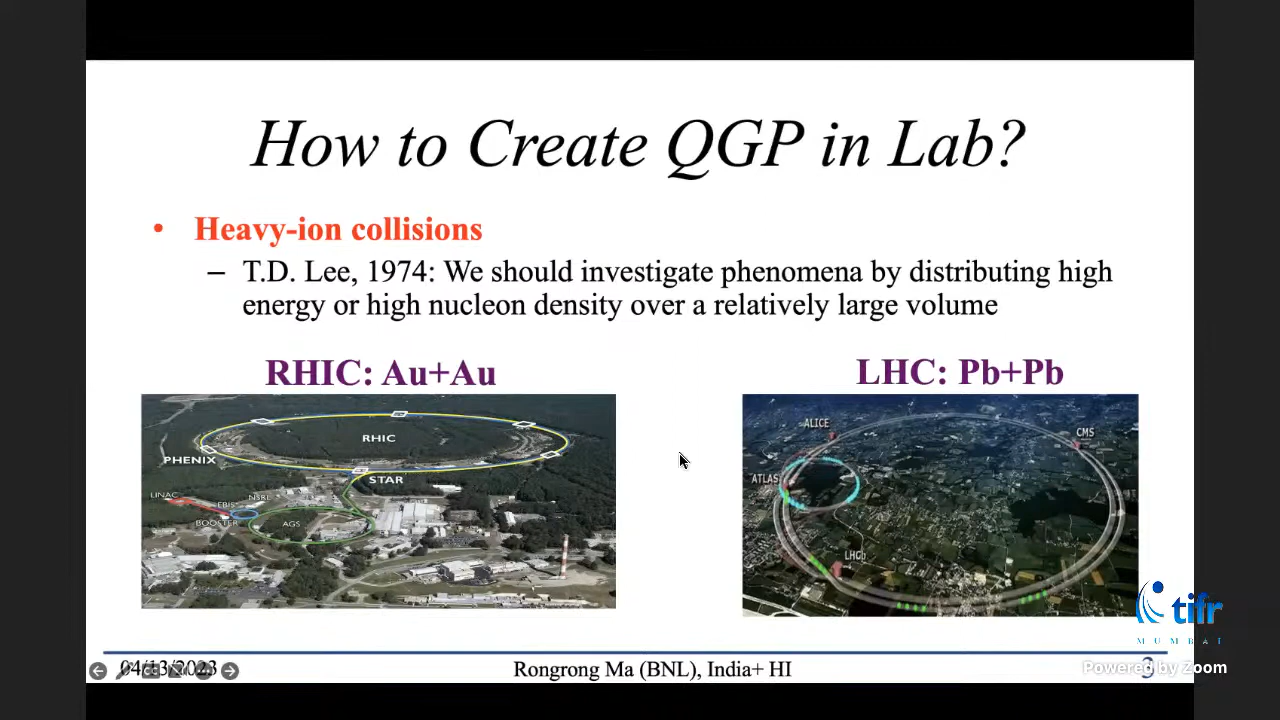 How to Create QGP in Lab?
• Heavy-ion collisions
– T.D. Lee, 1974: We should investigate phenomena by distributing high
energy or high nucleon density over a relatively large volume
RHIC: Au+Au
LHC: Pb+Pb
RHIC
PHENIX
STAR
LINAC
EBIS
NSRL
BOOSTER
AGS
ALICE
CMS
ATLAS
LHCb
tifr
MUMBAI
04/13/2023
Rongrong Ma (BNL), India+ HI
3
Powered by Zoom